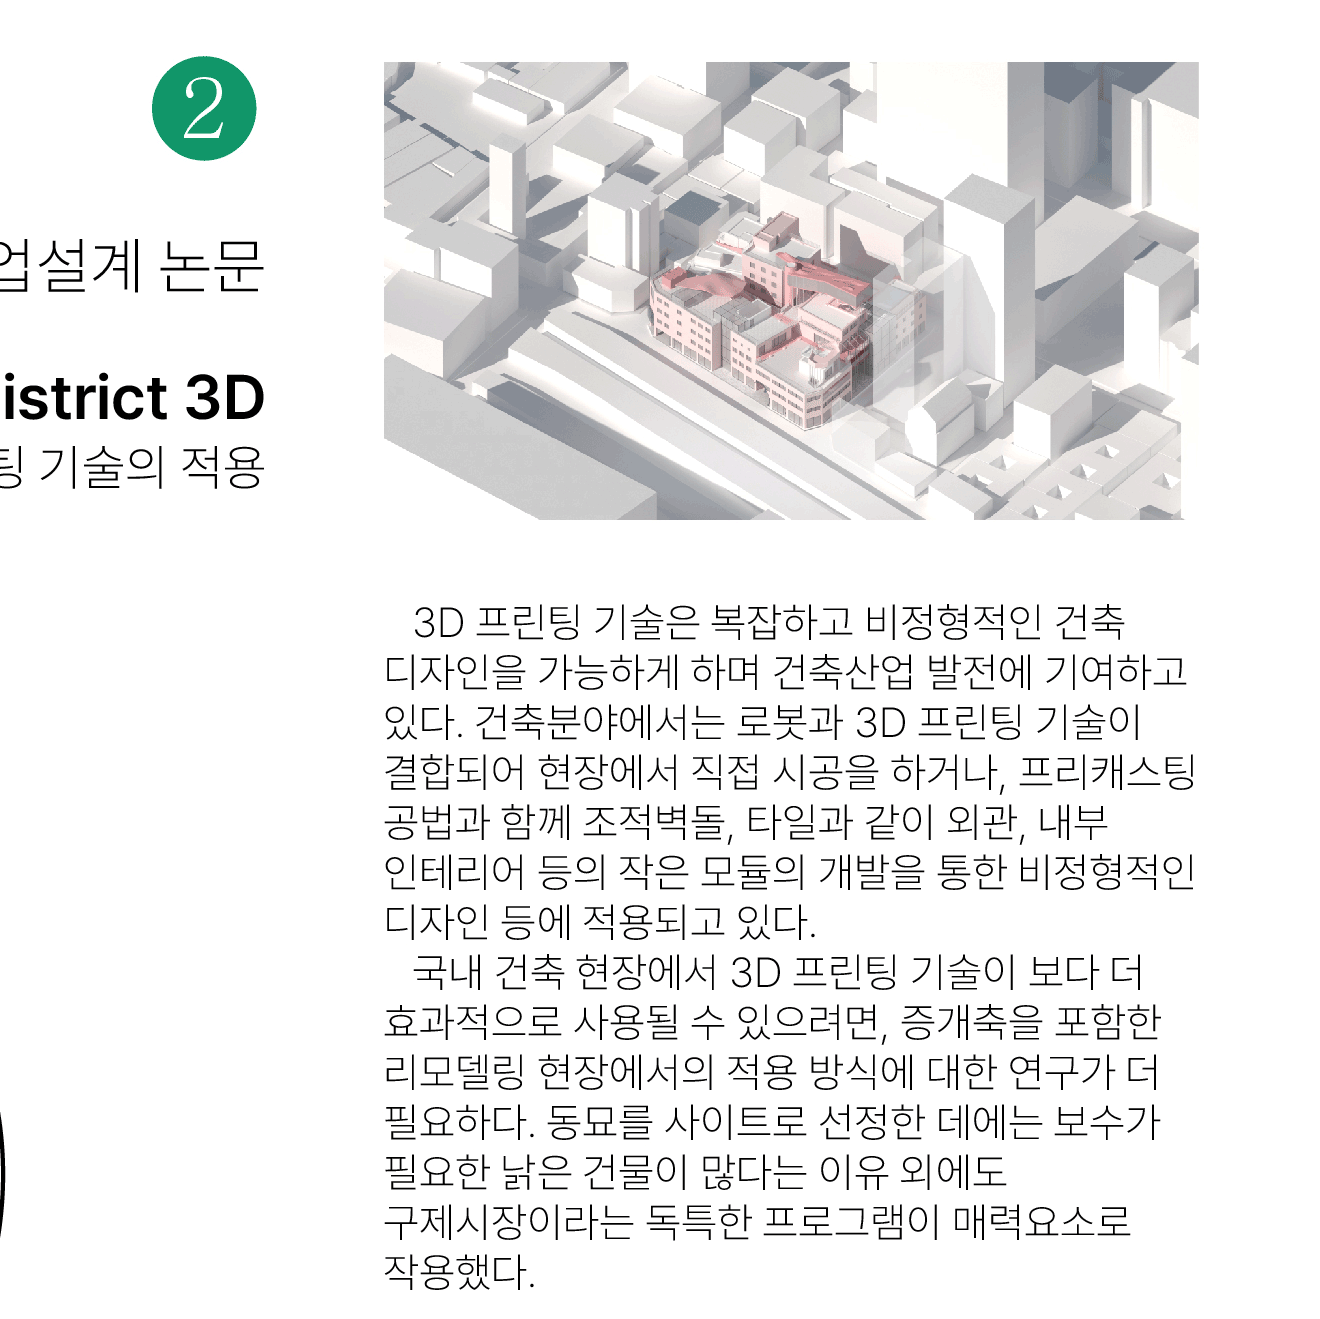 2
업설계 논문
istrict 3D
팅 기술의 적용
3D 프린팅 기술은 복잡하고 비정형적인 건축
디자인을 가능하게 하며 건축산업 발전에 기여하고
있다. 건축분야에서는 로봇과 3D 프린팅 기술이
결합되어 현장에서 직접 시공을 하거나, 프리캐스팅
공법과 함께 조적벽돌, 타일과 같이 외관, 내부
인테리어 등의 작은 모듈의 개발을 통한 비정형적인
디자인 등에 적용되고 있다.
국내 건축 현장에서 3D 프린팅 기술이 보다 더
효과적으로 사용될 수 있으려면, 증개축을 포함한
리모델링 현장에서의 적용 방식에 대한 연구가 더
필요하다. 동묘를 사이트로 선정한 데에는 보수가
필요한 낡은 건물이 많다는 이유 외에도
구제시장이라는 독특한 프로그램이 매력요소로
작용했다.